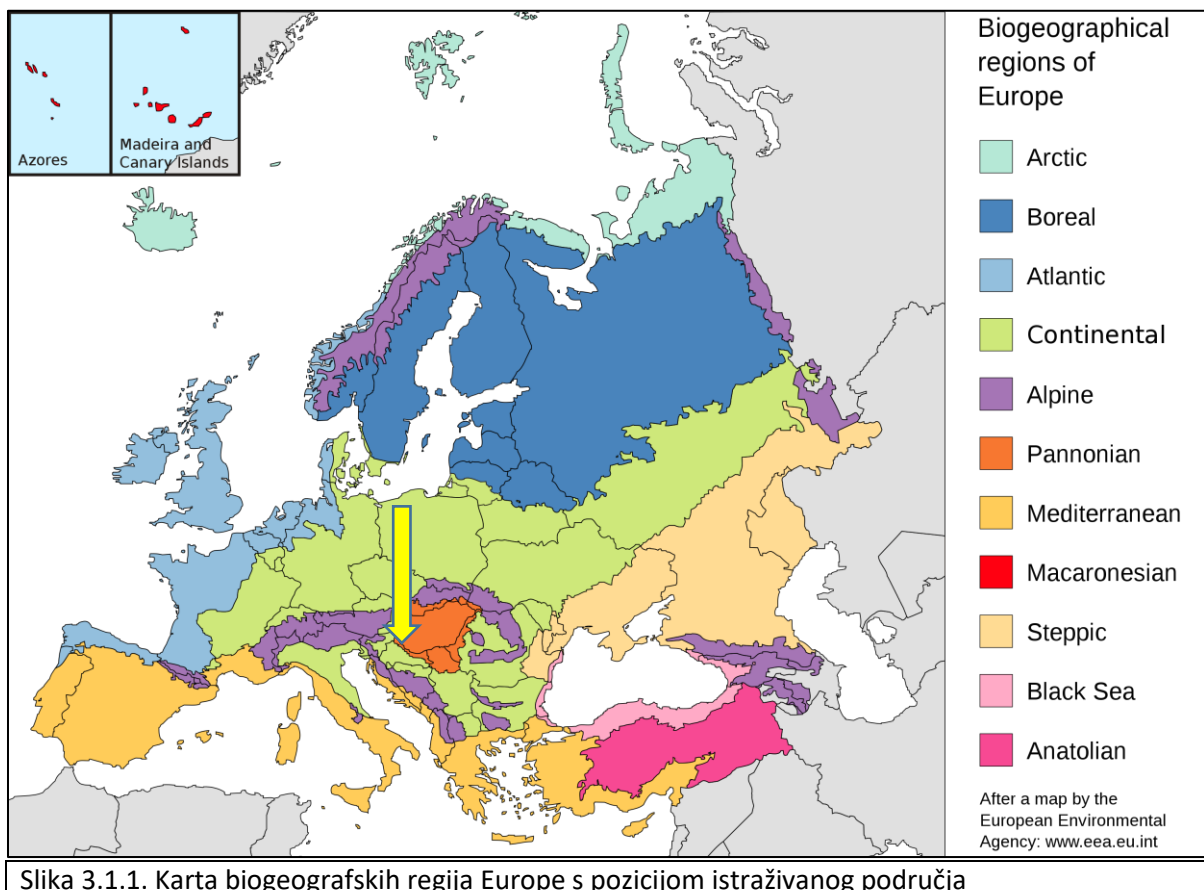 Azores
Madeira and
Canary Islands
Biogeographical
regions of
Europe
Arctic
Boreal
Atlantic
Continental
Alpine
Pannonian
Mediterranean
Macaronesian
Steppic
Black Sea
Anatolian
After a map by the
European Environmental
Agency: www.eea.eu.int
Slika 3.1.1. Karta biogeografskih regija Europe s pozicijom istraživanog područja